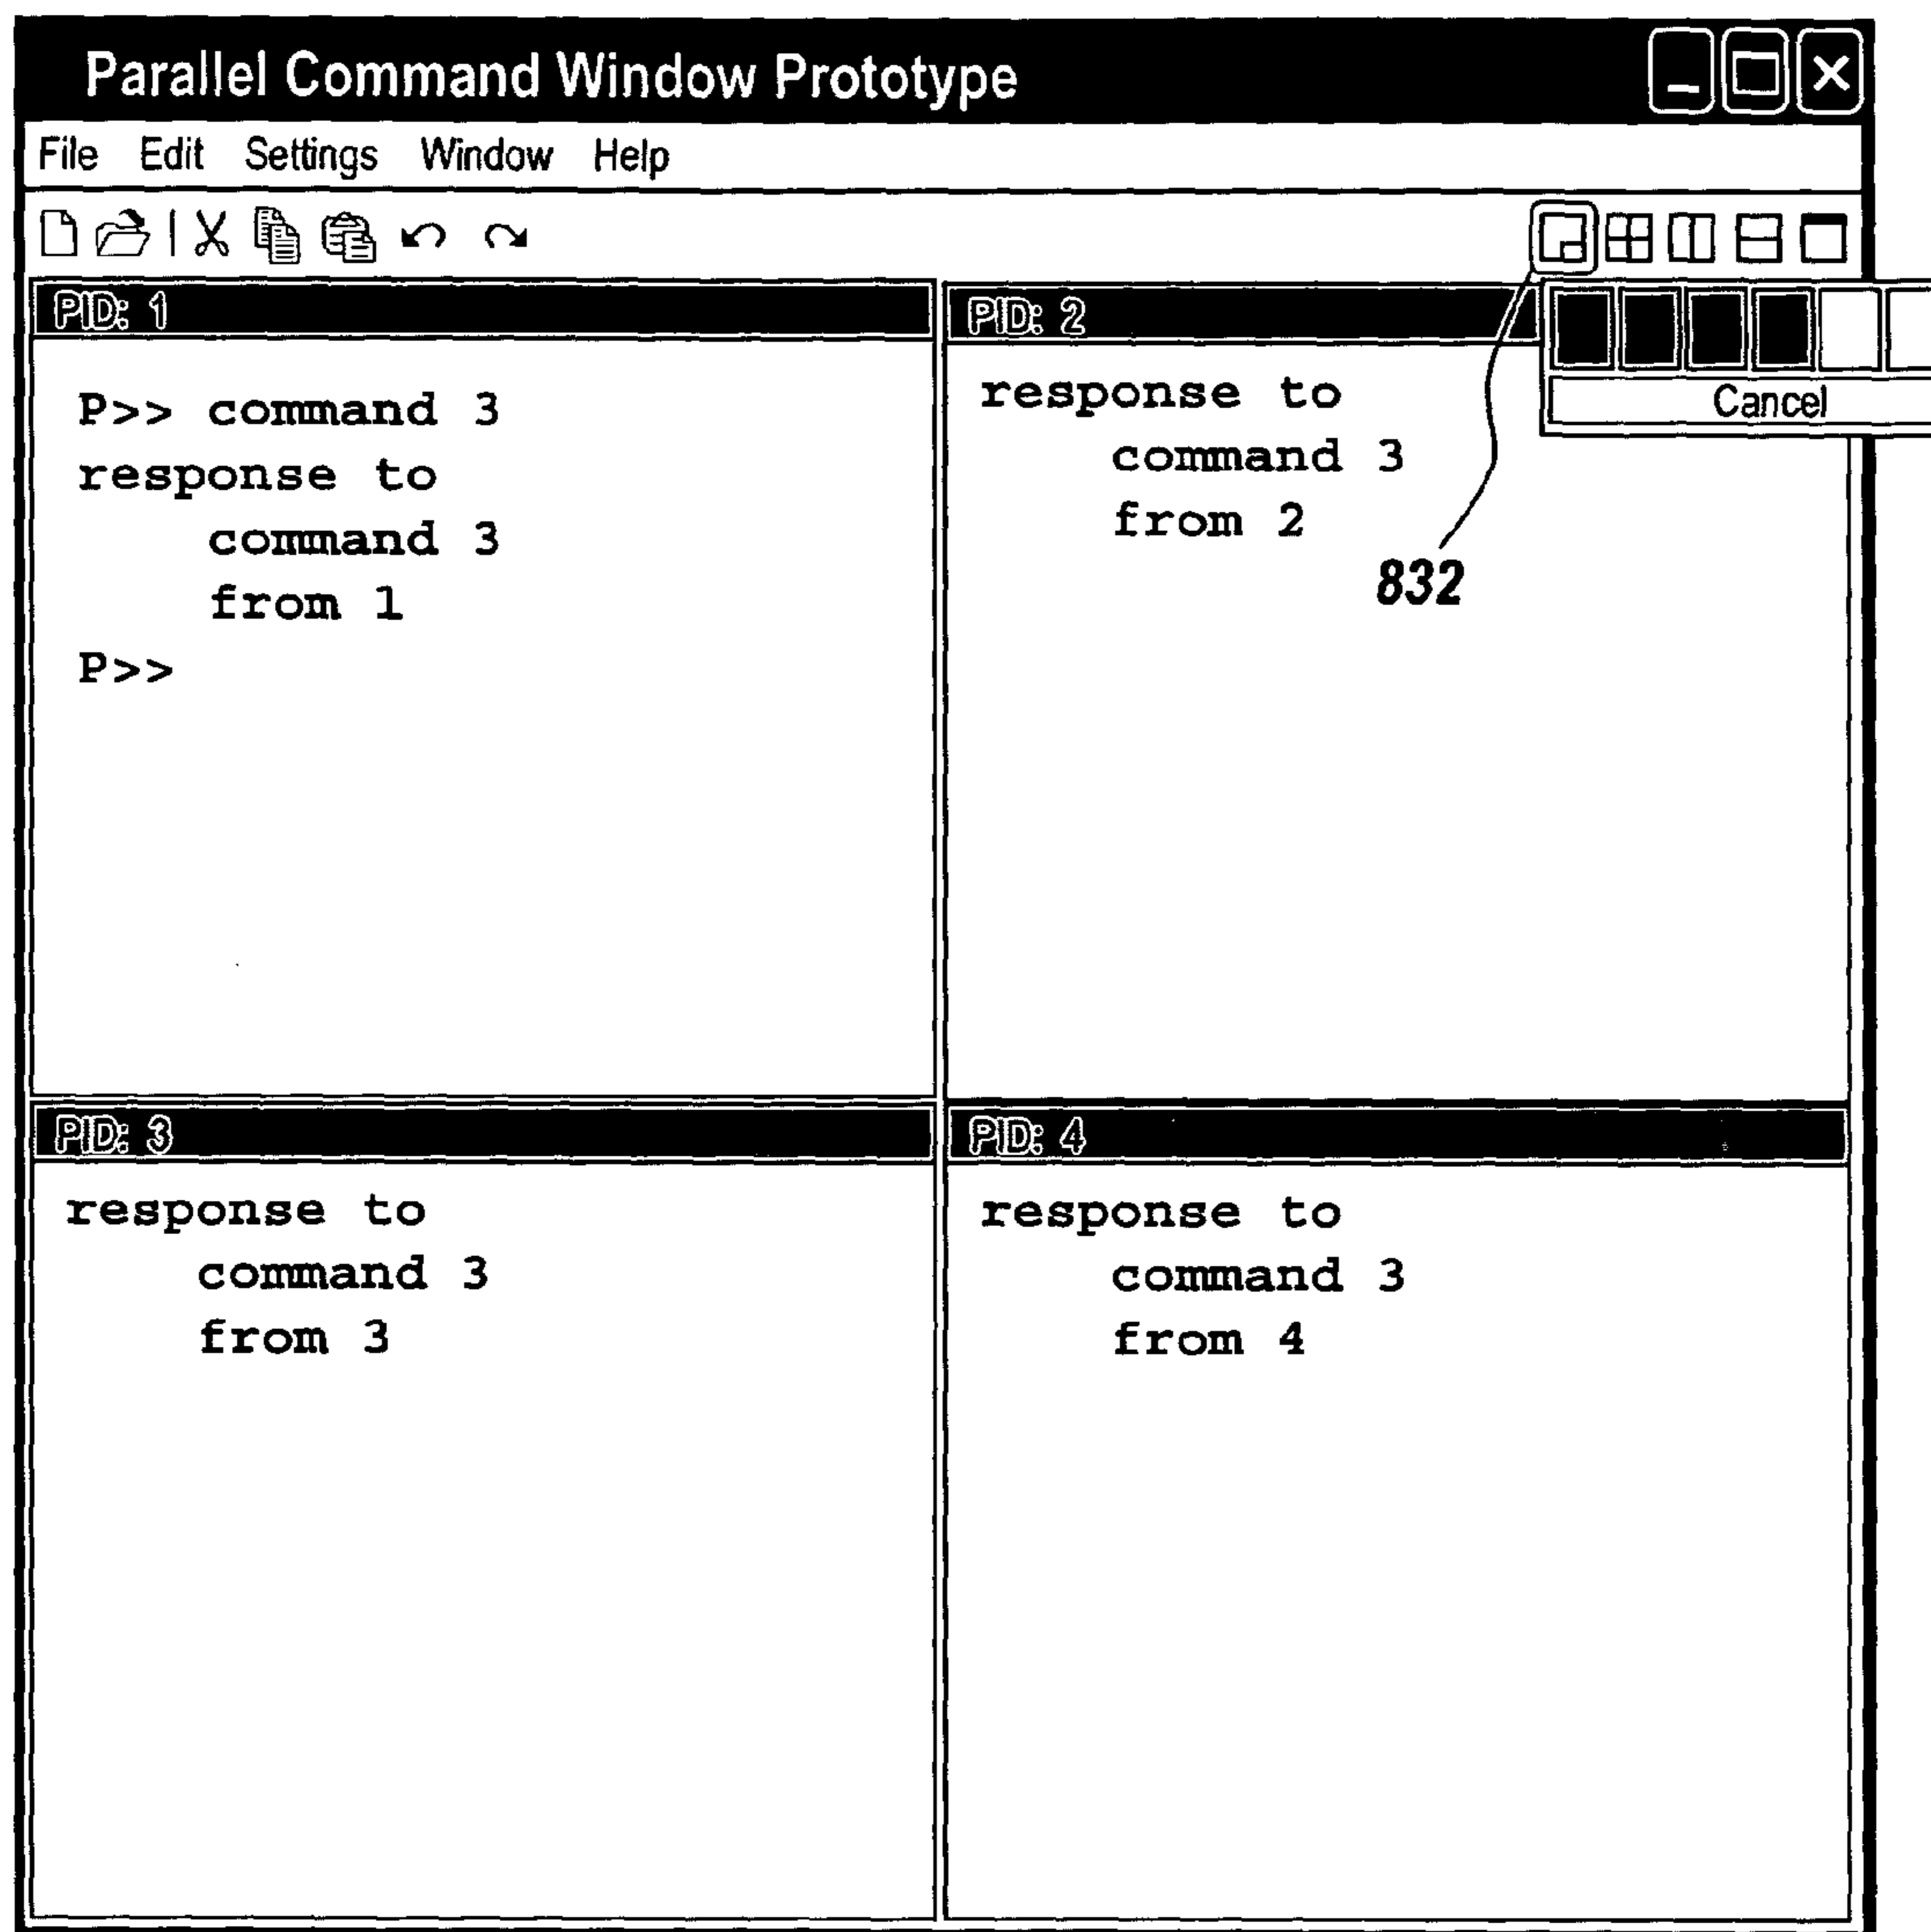 Parallel Command Window Prototype
File Edit Settings Window Help
PID: 1
P>> command 3
response to
command 3
from 1
P>>
PID: 2
response to
command 3
from 2
Cancel
832
PID: 3
response to
command 3
from 3
PID: 4
response to
command 3
from 4